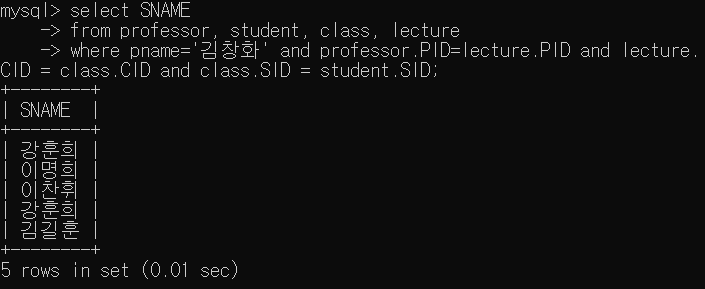 mysql> select SNAME
    -> from professor, student, class, lecture
    -> where pname='김창화' and professor.PID=lecture.PID and lecture.
CID = class.CID and class.SID = student.SID;
+--------+
| SNAME  |
+--------+
| 강훈희 |
| 이명희 |
| 이찬휘 |
| 강훈희 |
| 김길훈 |
+--------+
5 rows in set (0.01 sec)